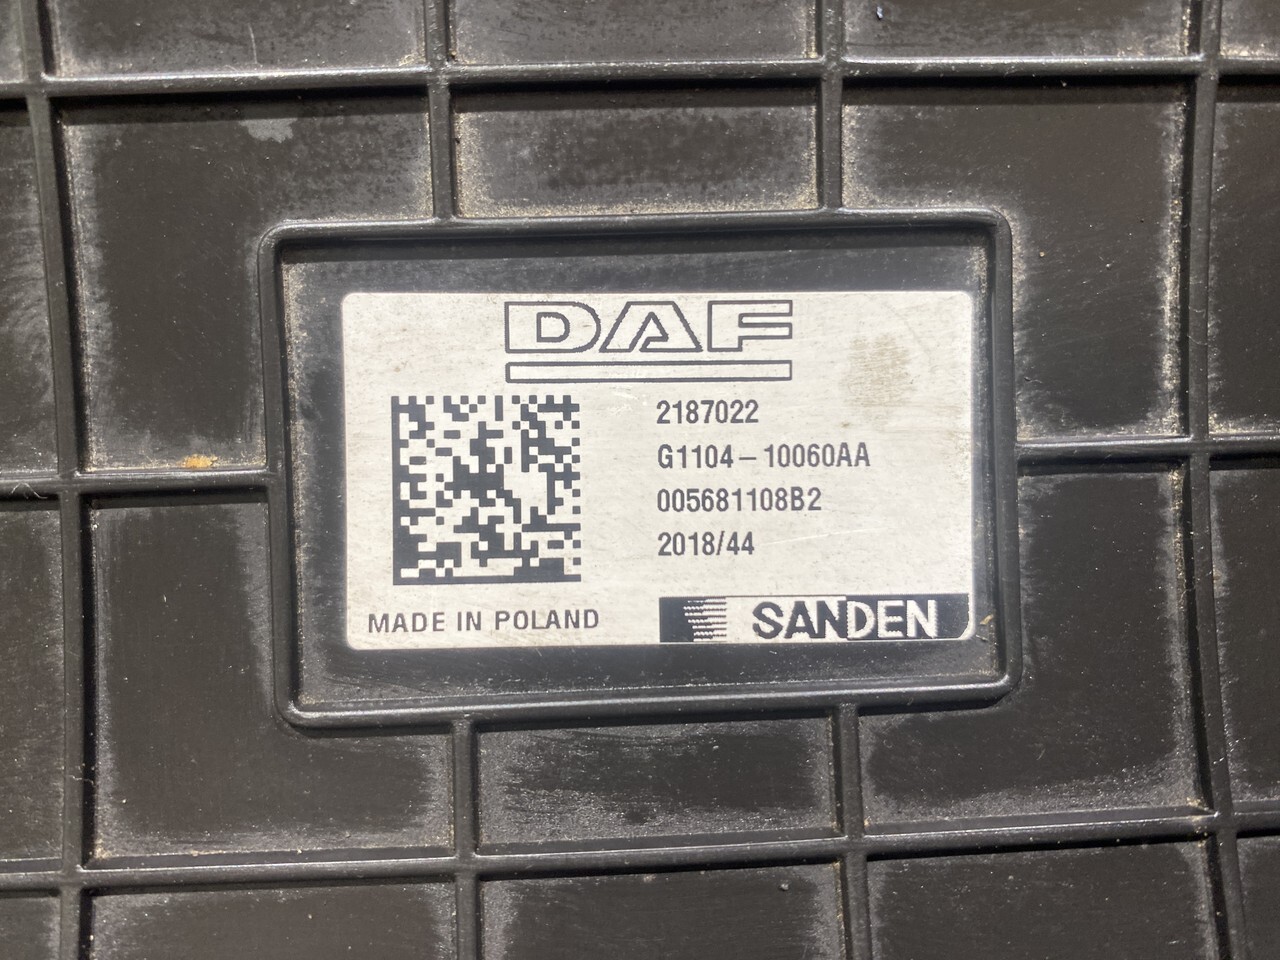 DAF
2187022
G1104-10060AA
005681108B2
2018/44
MADE IN POLAND
SANDEN